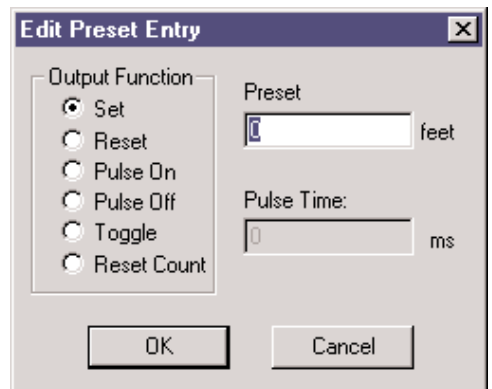 Edit Preset Entry
Output Function
Set
Reset
Pulse On
Pulse Off
Toggle
Reset Count
Preset
0 feet
Pulse Time:
0 ms
OK Cancel